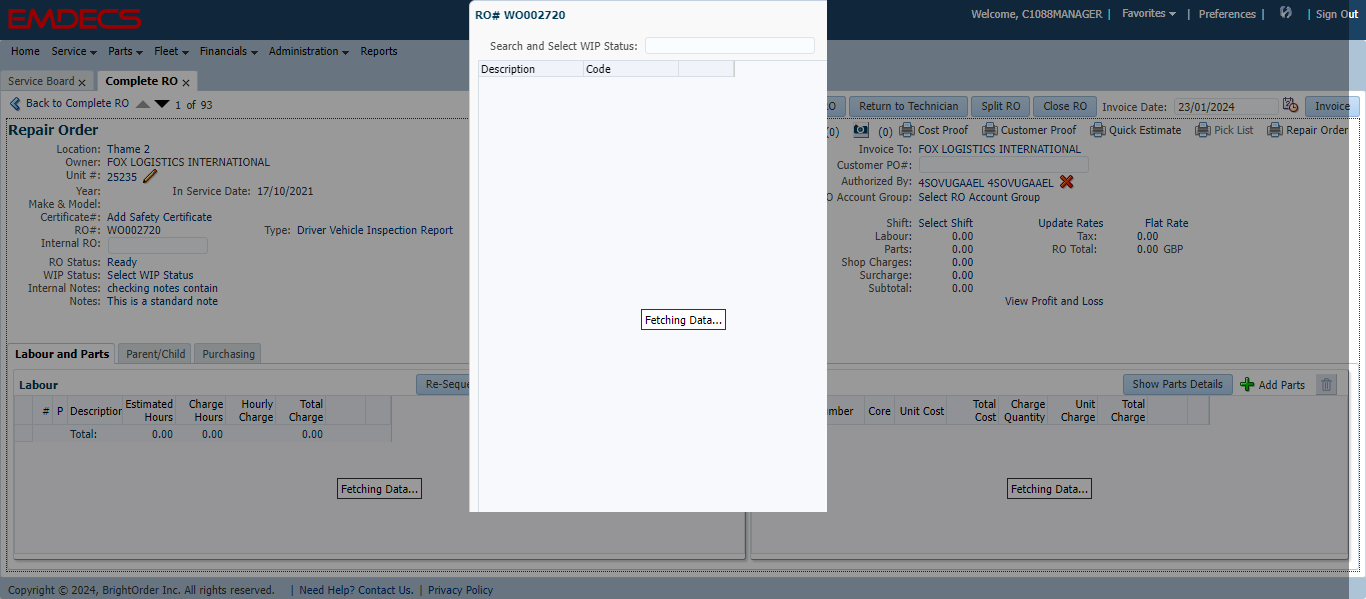 EMDECS
Welcome, C1088MANAGER | Favorites | Preferences | | Sign Out
Home Service Parts Fleet Financials Administration Reports
Service Board x Complete RO x
Back to Complete RO 1 of 93
Return to Technician Split RO Close RO Invoice Date: 23/01/2024 Invoice
(0) (0) Cost Proof Customer Proof Quick Estimate Pick List Repair Order
Repair Order
Location: Thame 2
Owner: FOX LOGISTICS INTERNATIONAL
Unit #: 25235
Year: In Service Date: 17/10/2021
Make & Model:
Certificate#: Add Safety Certificate
RO#: WO002720 Type: Driver Vehicle Inspection Report
Internal RO:
RO Status: Ready
WIP Status: Select WIP Status
Internal Notes: checking notes contain
Notes: This is a standard note
RO# WO002720
Search and Select WIP Status:
Description Code
Fetching Data...
Invoice To: FOX LOGISTICS INTERNATIONAL
Customer PO#:
Authorized By: 4SOVUGAAEL 4SOVUGAAEL
O Account Group: Select RO Account Group
Shift: Select Shift Update Rates Flat Rate
Labour: 0.00 Tax: 0.00
Parts: 0.00 RO Total: 0.00 GBP
Shop Charges: 0.00
Surcharge: 0.00
Subtotal: 0.00
View Profit and Loss
Labour and Parts Parent/Child Purchasing
Labour Re-Seque
# P Description Estimated Hours Charge Hours Hourly Charge Total Charge
Total: 0.00 0.00 0.00
Fetching Data...
Show Parts Details Add Parts
mber Core Unit Cost Total Cost Charge Quantity Unit Charge Total Charge
Fetching Data...
Copyright © 2024, BrightOrder Inc. All rights reserved. | Need Help? Contact Us. | Privacy Policy